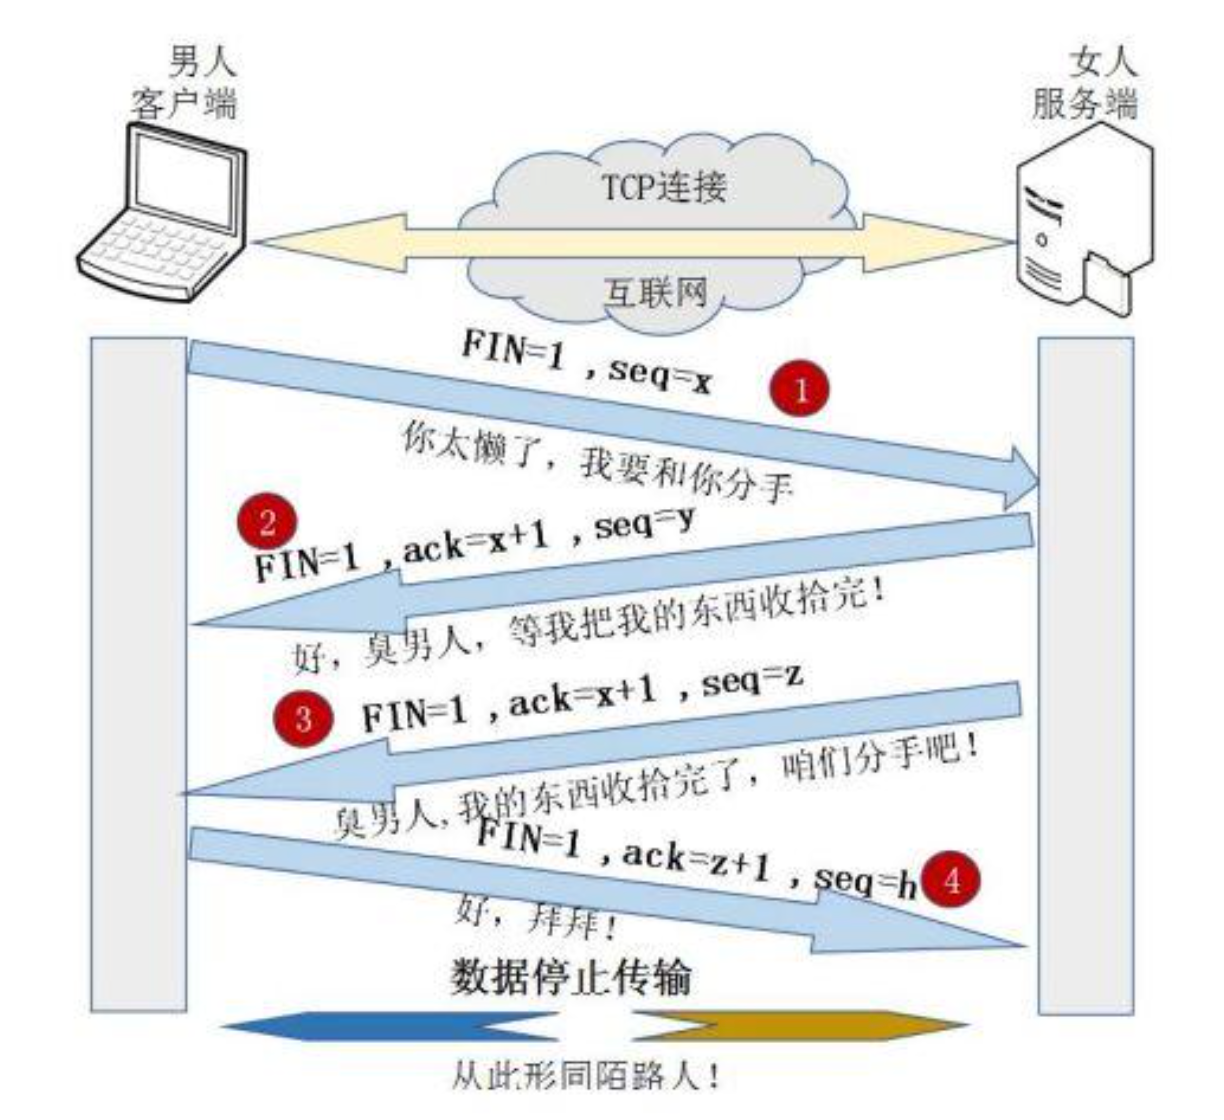 男人
客户端
女人
服务端
TCP连接
互联网
FIN=1 ,seq=x
1
你太懒了，我要和你分手
2
FIN=1 ,ack=x+1 ,seq=y
好，臭男人，等我把我的东西收拾完！
3
FIN=1 ,ack=x+1 ,seq=z
臭男人,我的东西收拾完了，咱们分手吧！
FIN=1 ,ack=z+1 ,seq=h
4
好，拜拜！
数据停止传输
从此形同陌路人！